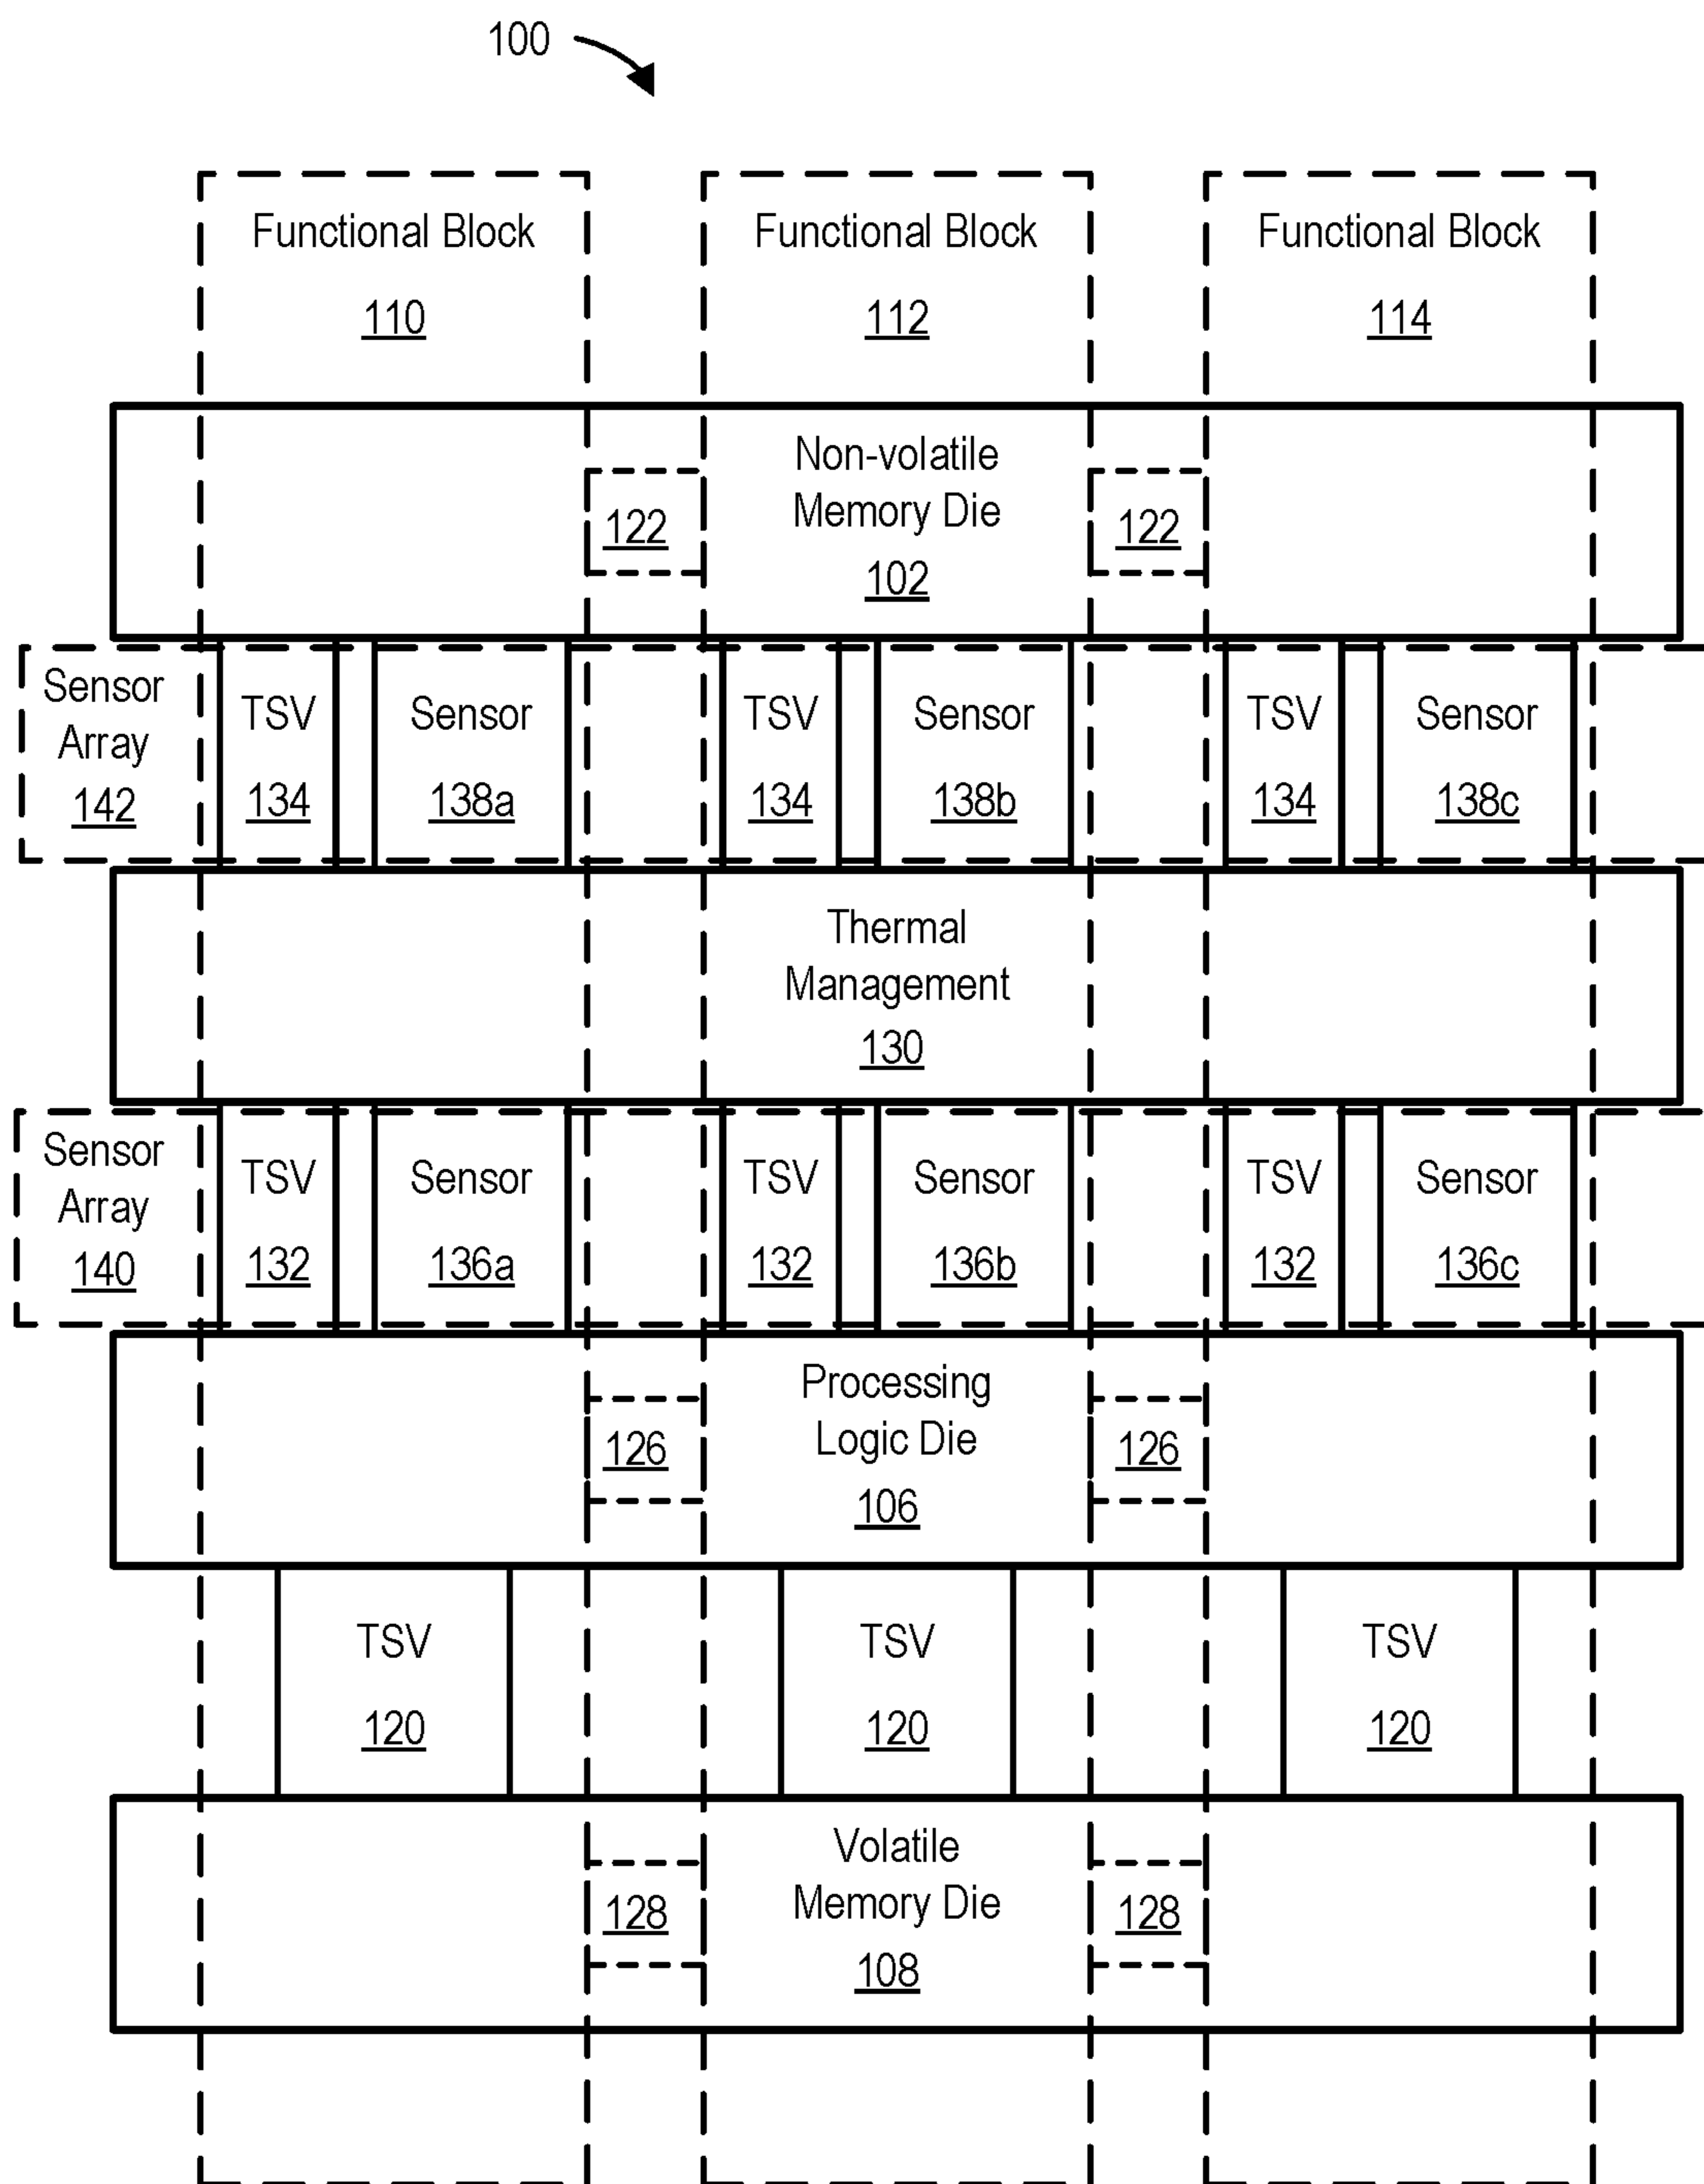 100
Functional Block
110
Functional Block
112
Functional Block
114
Non-volatile
Memory Die
102
122
122
Sensor
Array
142
TSV
134
Sensor
138a
TSV
134
Sensor
138b
TSV
134
Sensor
138c
Thermal
Management
130
Sensor
Array
140
TSV
132
Sensor
136a
TSV
132
Sensor
136b
TSV
132
Sensor
136c
Processing
Logic Die
106
126
126
TSV
120
TSV
120
TSV
120
Volatile
Memory Die
108
128
128